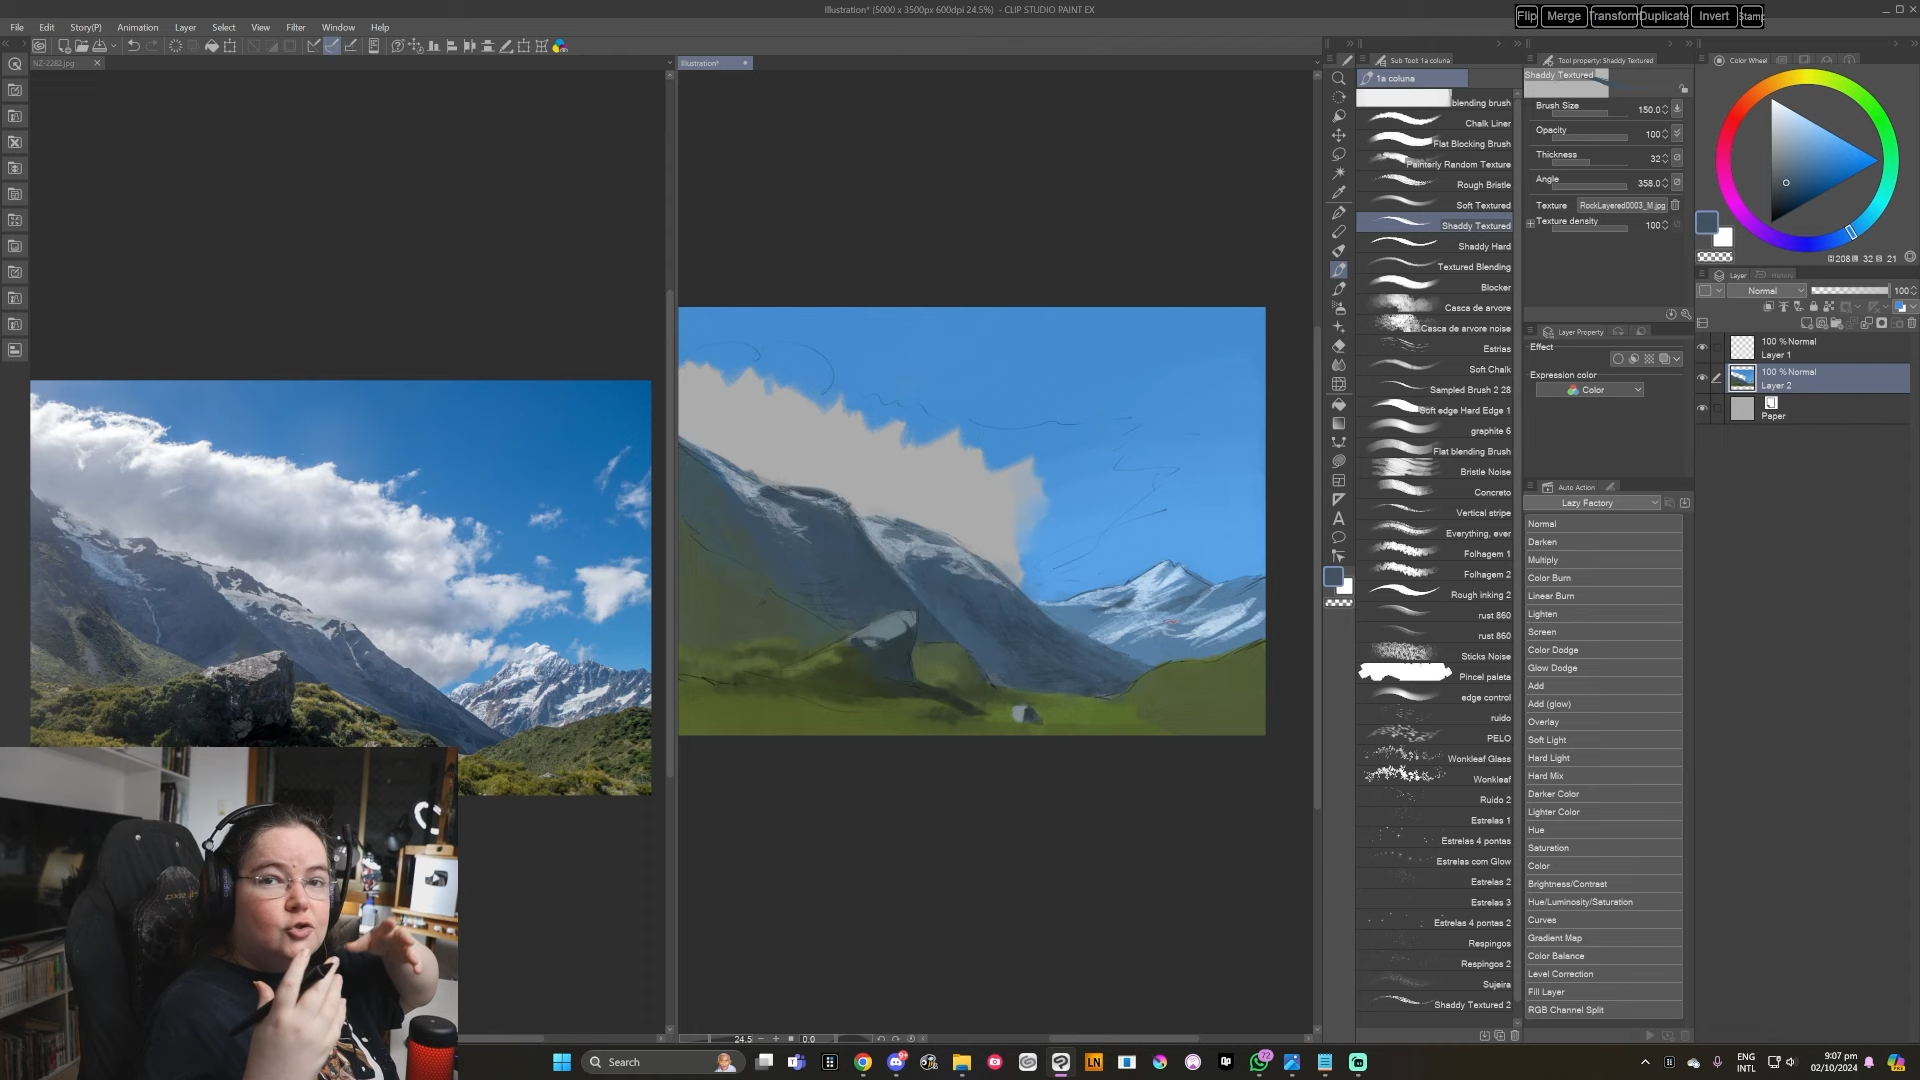 Illustration* (5000 x 3500px 600dpi 24.5%) - CLIP STUDIO PAINT EX
Flip Merge Transform Duplicate Invert Stamp
File Edit Story(P) Animation Layer Select View Filter Window Help
NZ-2282.jpg
Illustration*
Sub Tool: 1a coluna
1a coluna
blending brush
Chalk Liner
Flat Blocking Brush
Painterly Random Texture
Rough Bristle
Soft Textured
Shaddy Textured
Shaddy Hard
Textured Blending
Blocker
Casca de arvore
Casca de arvore noise
Estrias
Soft Chalk
Sampled Brush 2 28
Soft edge Hard Edge 1
graphite 6
Flat blending Brush
Bristle Noise
Concreto
Vertical stripe
Everything, ever
Folhagem 1
Folhagem 2
Rough inking 2
rust 860
rust 860
Sticks Noise
Pincel paleta
edge control
ruido
PELO
Wonkleaf Glass
Wonkleaf
Ruido 2
Estrelas 1
Estrelas 4 pontas
Estrelas com Glow
Estrelas 2
Estrelas 3
Estrelas 4 pontas 2
Respingos
Respingos 2
Sujeira
Shaddy Textured 2
Tool property: Shaddy Textured
Shaddy Textured
Brush Size 150.0
Opacity 100
Thickness 32
Angle 358.0
Texture RockLayered0003_M.jpg
Texture density 100
Layer Property
Effect
Expression color
Color
Auto Action
Lazy Factory
Normal
Darken
Multiply
Color Burn
Linear Burn
Lighten
Screen
Color Dodge
Glow Dodge
Add
Add (glow)
Overlay
Soft Light
Hard Light
Hard Mix
Darker Color
Lighter Color
Hue
Saturation
Color
Brightness/Contrast
Hue/Luminosity/Saturation
Curves
Gradient Map
Color Balance
Level Correction
Fill Layer
RGB Channel Split
Color Wheel
208 32 21
Layer History
Normal 100
100 % Normal
Layer 1
100 % Normal
Layer 2
Paper
24.5 0.0
Search
LN
72
ENG
INTL
9:07 pm
02/10/2024